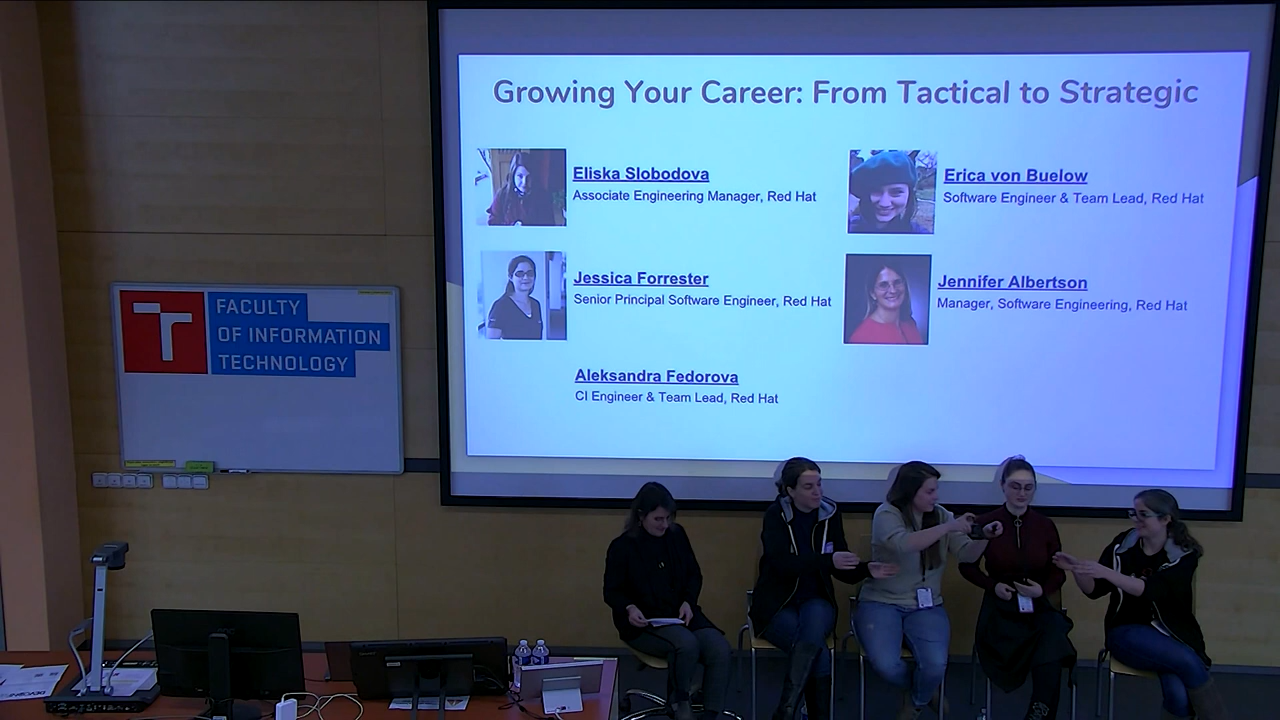 Growing Your Career: From Tactical to Strategic
Eliska Slobodova
Associate Engineering Manager, Red Hat
Erica von Buelow
Software Engineer & Team Lead, Red Hat
Jessica Forrester
Senior Principal Software Engineer, Red Hat
Jennifer Albertson
Manager, Software Engineering, Red Hat
Aleksandra Fedorova
CI Engineer & Team Lead, Red Hat
T
FACULTY
OF INFORMATION
TECHNOLOGY